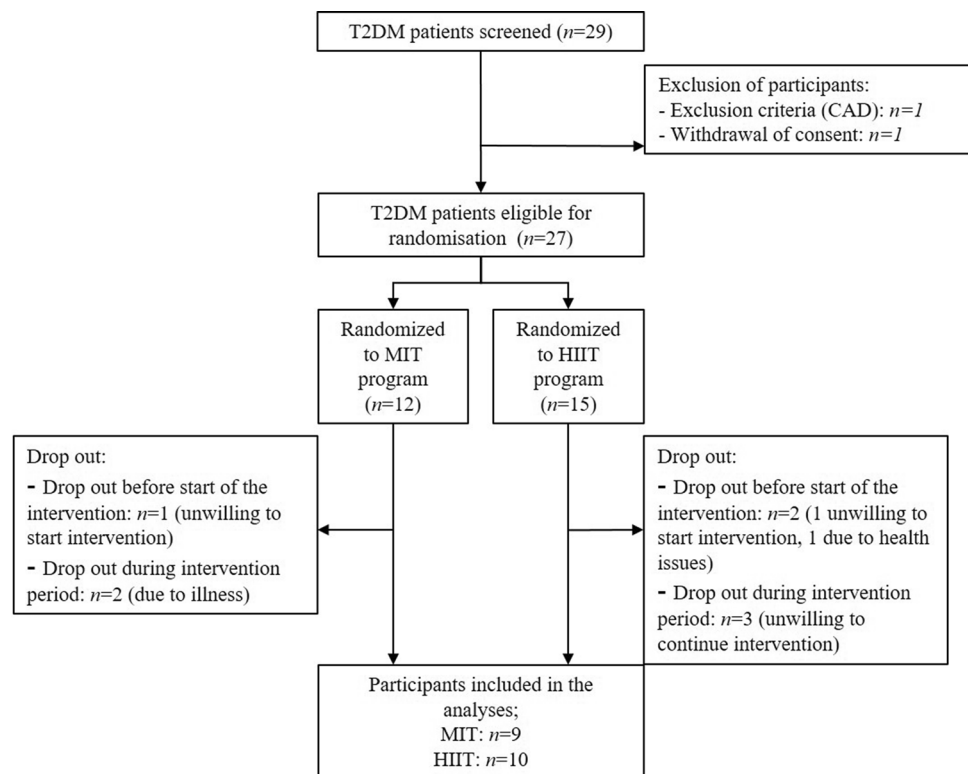 T2DM patients screened (n=29)
Exclusion of participants:
- Exclusion criteria (CAD): n=1
- Withdrawal of consent: n=1
T2DM patients eligible for
randomisation (n=27)
Randomized
to MIT
program
(n=12)
Randomized
to HIIT
program
(n=15)
Drop out:
- Drop out before start of the
intervention: n=1 (unwilling to
start intervention)
- Drop out during intervention
period: n=2 (due to illness)
Drop out:
- Drop out before start of the
intervention: n=2 (1 unwilling to
start intervention, 1 due to health
issues)
- Drop out during intervention
period: n=3 (unwilling to
continue intervention)
Participants included in the
analyses;
MIT: n=9
HIIT: n=10